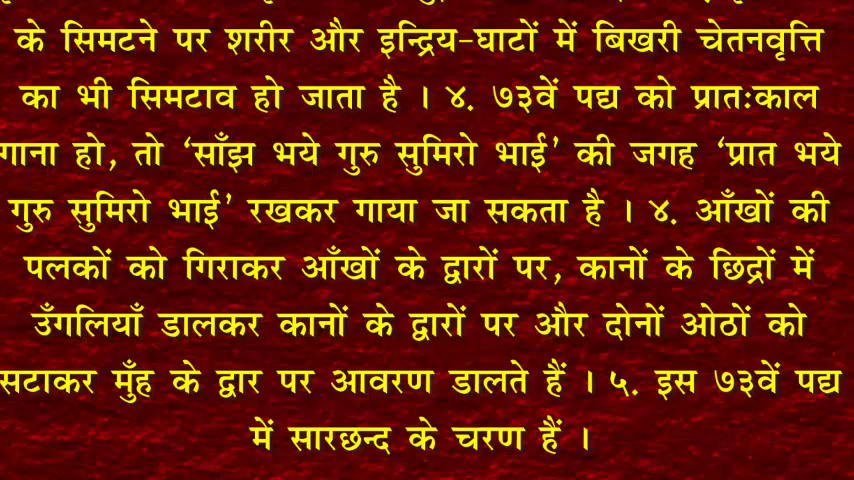 के सिमटने पर शरीर और इन्द्रिय-घाटों में बिखरी चेतनवृत्ति
का भी सिमटाव हो जाता है । ४. ७३वें पद्य को प्रातःकाल
गाना हो, तो ‘साँझ भये गुरु सुमिरो भाई’ की जगह ‘प्रात भये
गुरु सुमिरो भाई’ रखकर गाया जा सकता है । ४. आँखों की
पलकों को गिराकर आँखों के द्वारों पर, कानों के छिद्रों में
उँगलियाँ डालकर कानों के द्वारों पर और दोनों ओठों को
सटाकर मुँह के द्वार पर आवरण डालते हैं । ५. इस ७३वें पद्य
में सारछन्द के चरण हैं ।